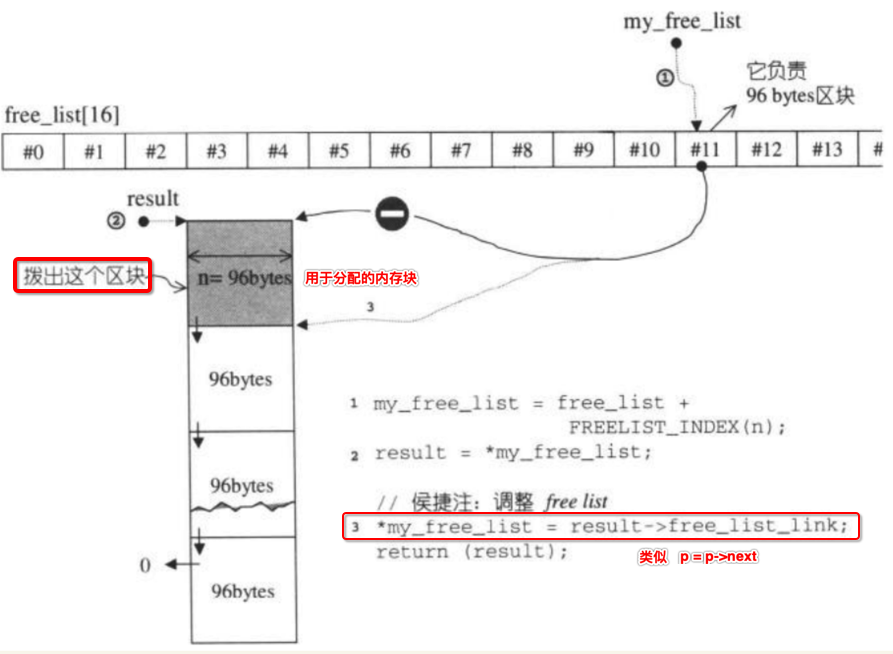 my_free_list
①
它负责
96 bytes区块
free_list[16]
#0 #1 #2 #3 #4 #5 #6 #7 #8 #9 #10 #11 #12 #13 #
result
②
拨出这个区块
n= 96bytes
用于分配的内存块
3
96bytes
96bytes
0
96bytes
1 my_free_list = free_list +
FREELIST_INDEX(n);
2 result = *my_free_list;
// 侯捷注：调整 free list
3 *my_free_list = result->free_list_link;
return (result);
类似 p = p->next